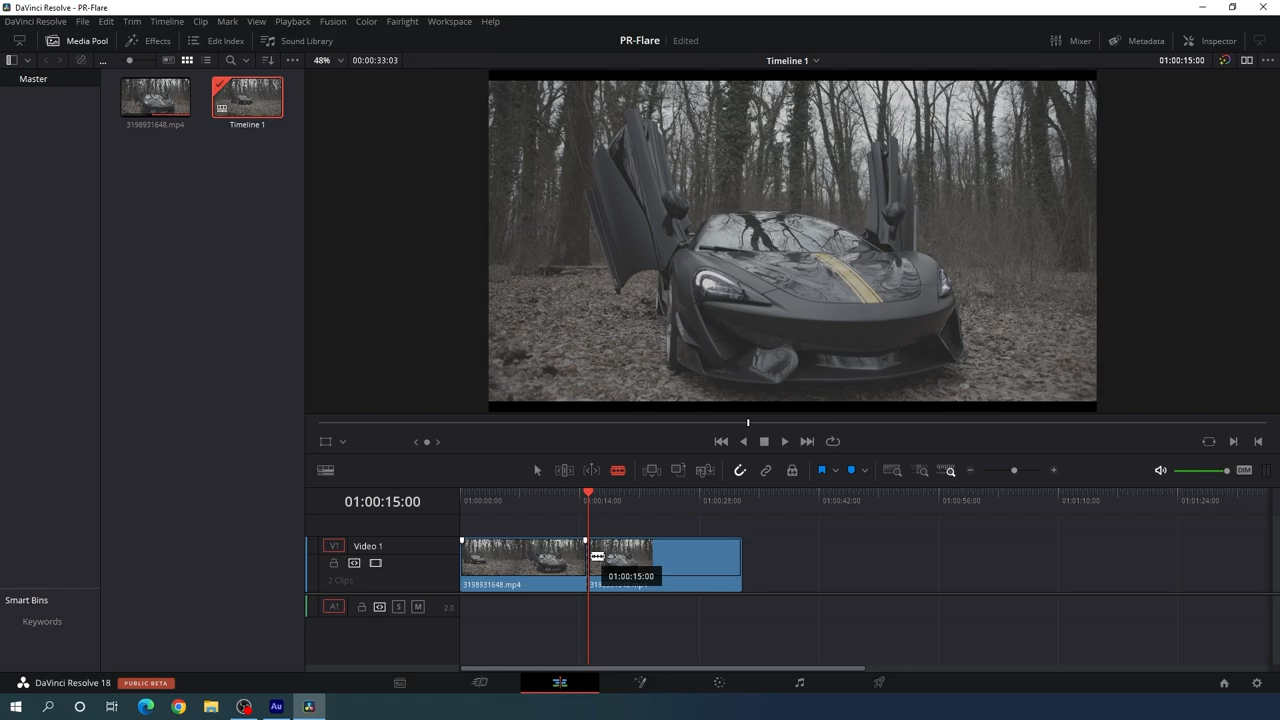 DaVinci Resolve - PR-Flare
DaVinci Resolve File Edit Trim Timeline Clip Mark View Playback Fusion Color Fairlight Workspace Help
Media Pool Effects Edit Index Sound Library PR-Flare Edited Mixer Metadata Inspector
... 48% 00:00:33:03 Timeline 1 01:00:15:00
Master
3198931648.mp4 Timeline 1
DIM
01:00:15:00
01:00:00:00 01:00:14:00 01:00:28:00 01:00:42:00 01:00:56:00 01:01:10:00 01:01:24:00
V1 Video 1
2 Clips
01:00:15:00
3198931648.mp4
Smart Bins
A1 S M 2.0
Keywords
DaVinci Resolve 18 PUBLIC BETA
Au